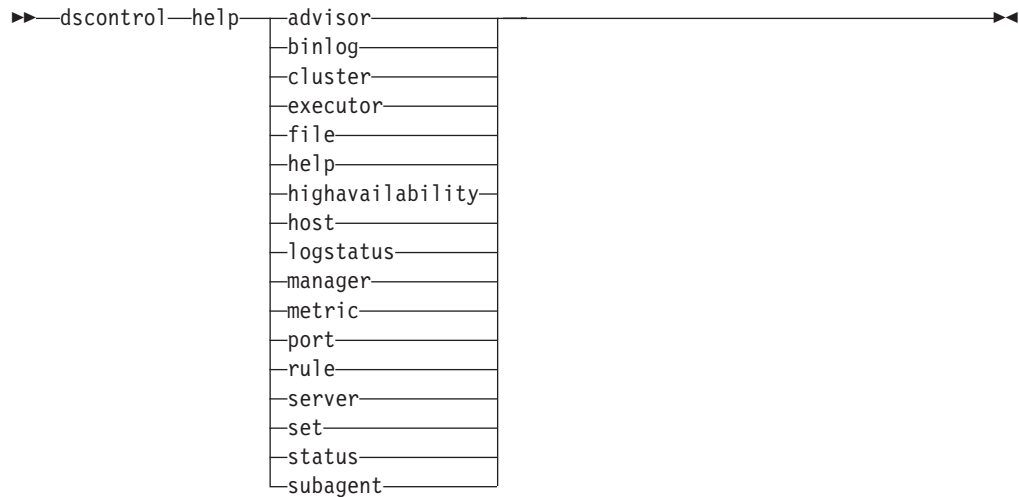 dscontrol help advisor
binlog
cluster
executor
file
help
highavailability
host
logstatus
manager
metric
port
rule
server
set
status
subagent